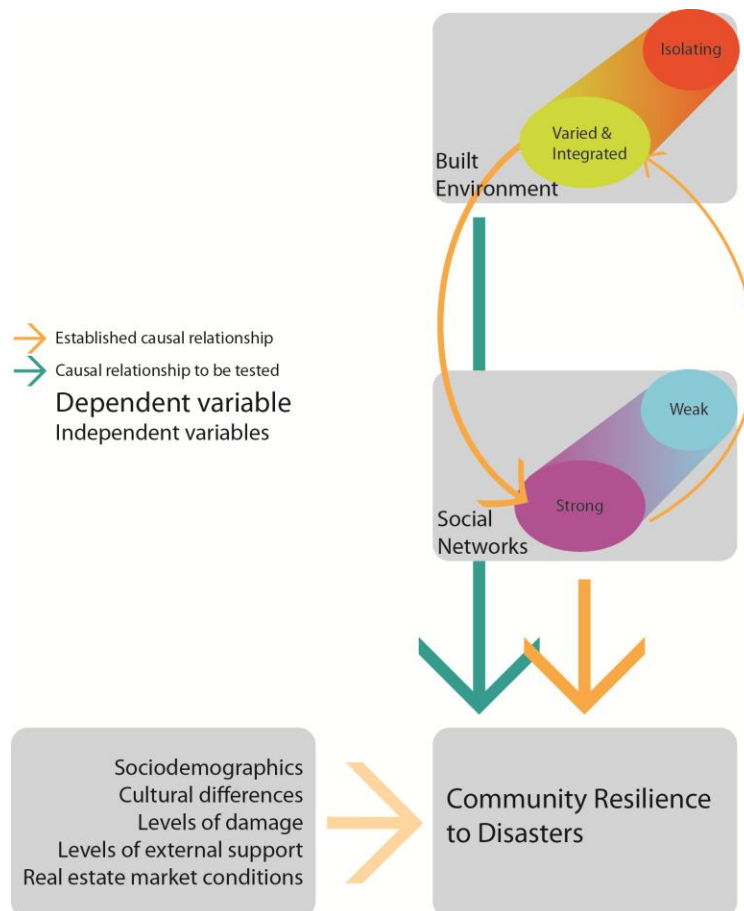 Isolating
Varied &
Integrated
Built
Environment
Established causal relationship
Causal relationship to be tested
Dependent variable
Independent variables
Weak
Strong
Social
Networks
Sociodemographics
Cultural differences
Levels of damage
Levels of external support
Real estate market conditions
Community Resilience
to Disasters